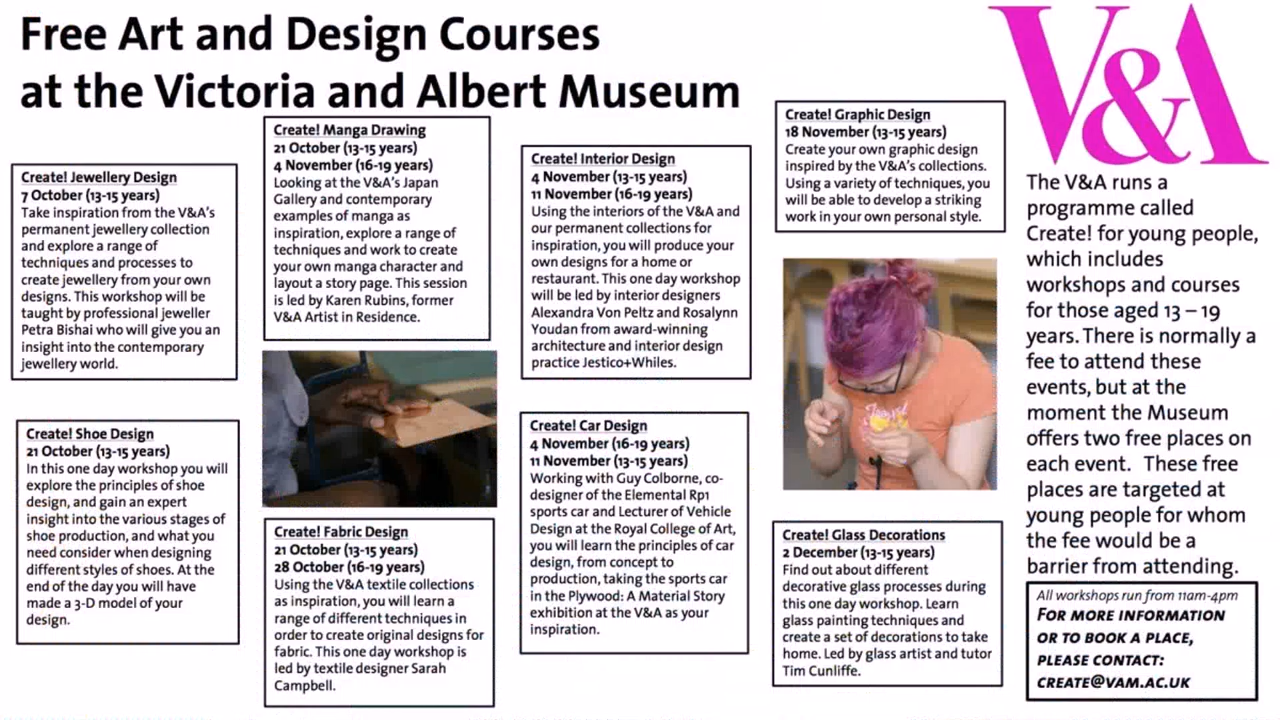 Free Art and Design Courses
at the Victoria and Albert Museum
V&A
Create! Jewellery Design
7 October (13-15 years)
Take inspiration from the V&A's
permanent jewellery collection
and explore a range of
techniques and processes to
create jewellery from your own
designs. This workshop will be
taught by professional jeweller
Petra Bishai who will give you an
insight into the contemporary
jewellery world.
Create! Shoe Design
21 October (13-15 years)
In this one day workshop you will
explore the principles of shoe
design, and gain an expert
insight into the various stages of
shoe production, and what you
need consider when designing
different styles of shoes. At the
end of the day you will have
made a 3-D model of your
design.
Create! Manga Drawing
21 October (13-15 years)
4 November (16-19 years)
Looking at the V&A's Japan
Gallery and contemporary
examples of manga as
inspiration, explore a range of
techniques and work to create
your own manga character and
layout a story page. This session
is led by Karen Rubins, former
V&A Artist in Residence.
Create! Fabric Design
21 October (13-15 years)
28 October (16-19 years)
Using the V&A textile collections
as inspiration, you will learn a
range of different techniques in
order to create original designs for
fabric. This one day workshop is
led by textile designer Sarah
Campbell.
Create! Interior Design
4 November (13-15 years)
11 November (16-19 years)
Using the interiors of the V&A and
our permanent collections for
inspiration, you will produce your
own designs for a home or
restaurant. This one day workshop
will be led by interior designers
Alexandra Von Peltz and Rosalynn
Youdan from award-winning
architecture and interior design
practice Jestico+Whiles.
Create! Car Design
4 November (16-19 years)
11 November (13-15 years)
Working with Guy Colborne, co-
designer of the Elemental Rp1
sports car and Lecturer of Vehicle
Design at the Royal College of Art,
you will learn the principles of car
design, from concept to
production, taking the sports car
in the Plywood: A Material Story
exhibition at the V&A as your
inspiration.
Create! Graphic Design
18 November (13-15 years)
Create your own graphic design
inspired by the V&A's collections.
Using a variety of techniques, you
will be able to develop a striking
work in your own personal style.
Create! Glass Decorations
2 December (13-15 years)
Find out about different
decorative glass processes during
this one day workshop. Learn
glass painting techniques and
create a set of decorations to take
home. Led by glass artist and tutor
Tim Cunliffe.
The V&A runs a
programme called
Create! for young people,
which includes
workshops and courses
for those aged 13 – 19
years. There is normally a
fee to attend these
events, but at the
moment the Museum
offers two free places on
each event. These free
places are targeted at
young people for whom
the fee would be a
barrier from attending.
All workshops run from 11am-4pm
FOR MORE INFORMATION
OR TO BOOK A PLACE,
PLEASE CONTACT:
CREATE@VAM.AC.UK